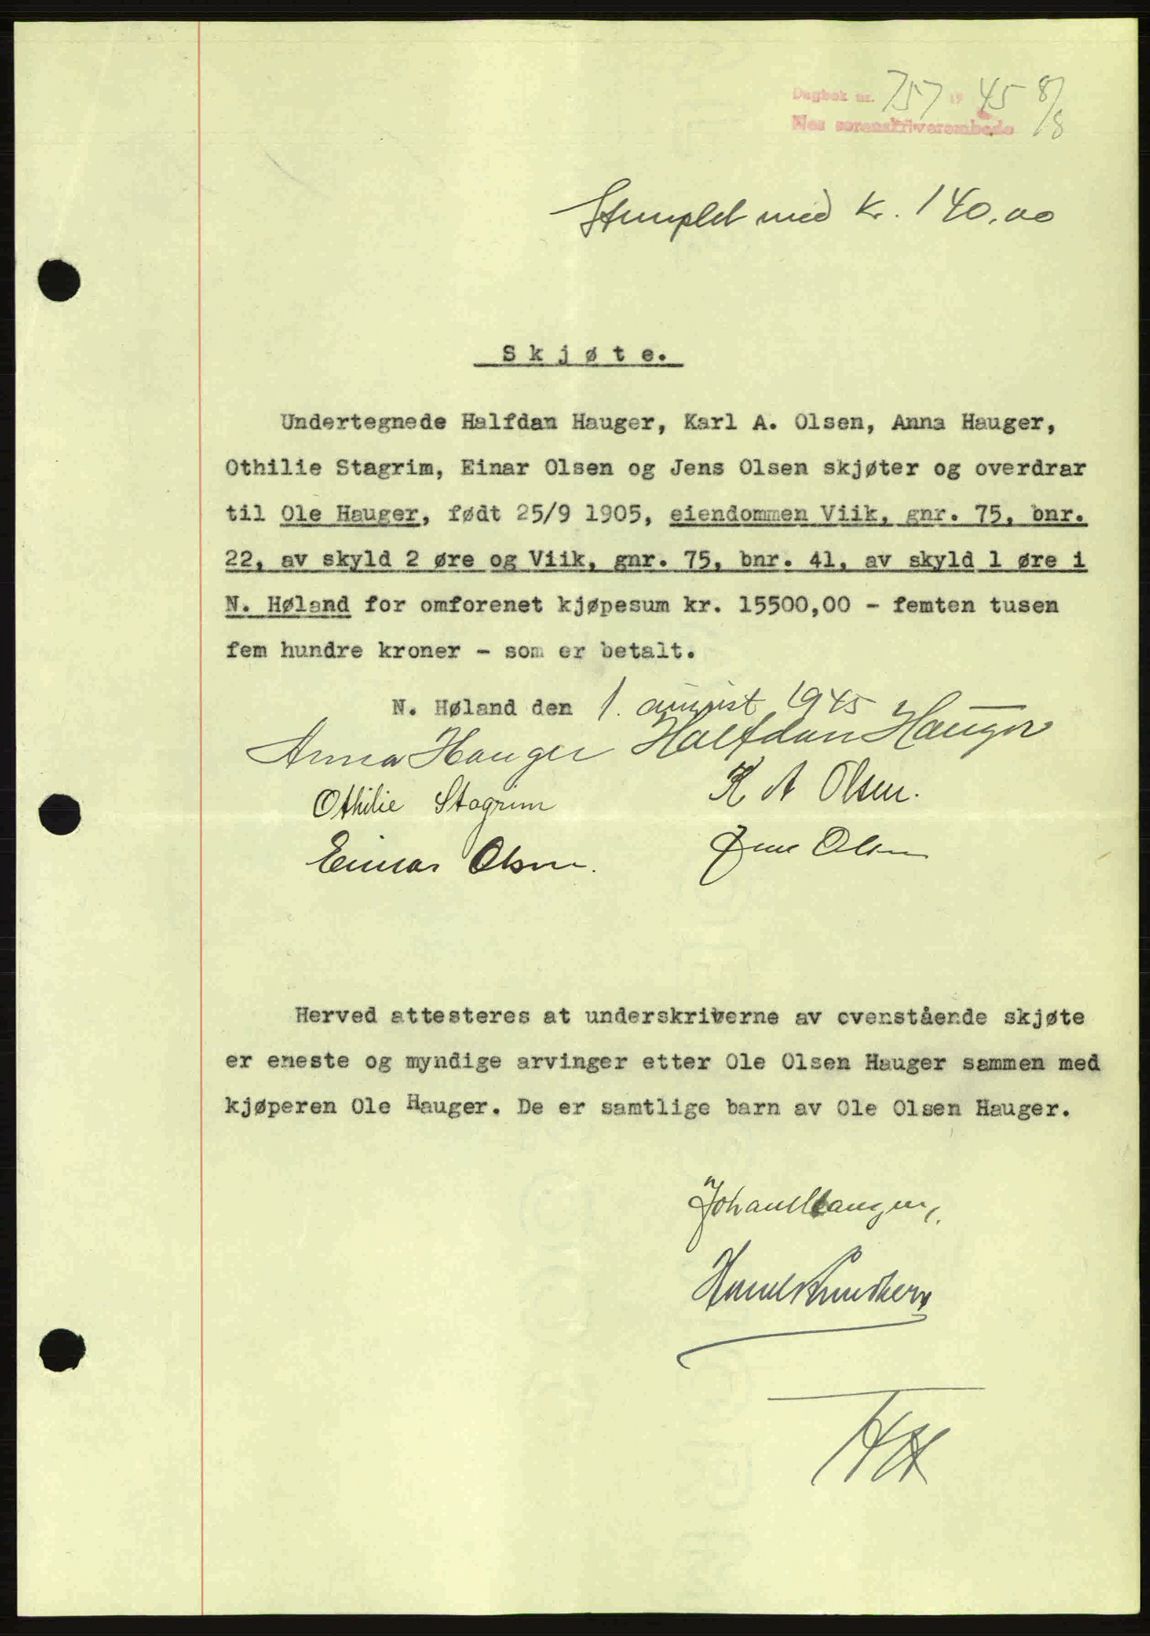 Dagbok nr. 757 19 45 8/8
Nes sorenskriverembede
Stemplet med kr. 140,00
Skjøte.
Undertegnede Halfdan Hauger, Karl A. Olsen, Anna Hauger,
Othilie Stagrim, Einar Olsen og Jens Olsen skjøter og overdrar
til Ole Hauger, født 25/9 1905, eiendommen Viik, gnr. 75, bnr.
22, av skyld 2 øre og Viik, gnr. 75, bnr. 41, av skyld 1 øre i
N. Høland for omforenet kjøpesum kr. 15500,00 - femten tusen
fem hundre kroner - som er betalt.
N. Høland den 1. august 1945
Anna Hauger Halfdan Hauger
Othilie Stagrim K A Olsen.
Einar Olsen. Jens Olsen
Herved attesteres at underskriverne av ovenstående skjøte
er eneste og myndige arvinger etter Ole Olsen Hauger sammen med
kjøperen Ole Hauger. De er samtlige barn av Ole Olsen Hauger.